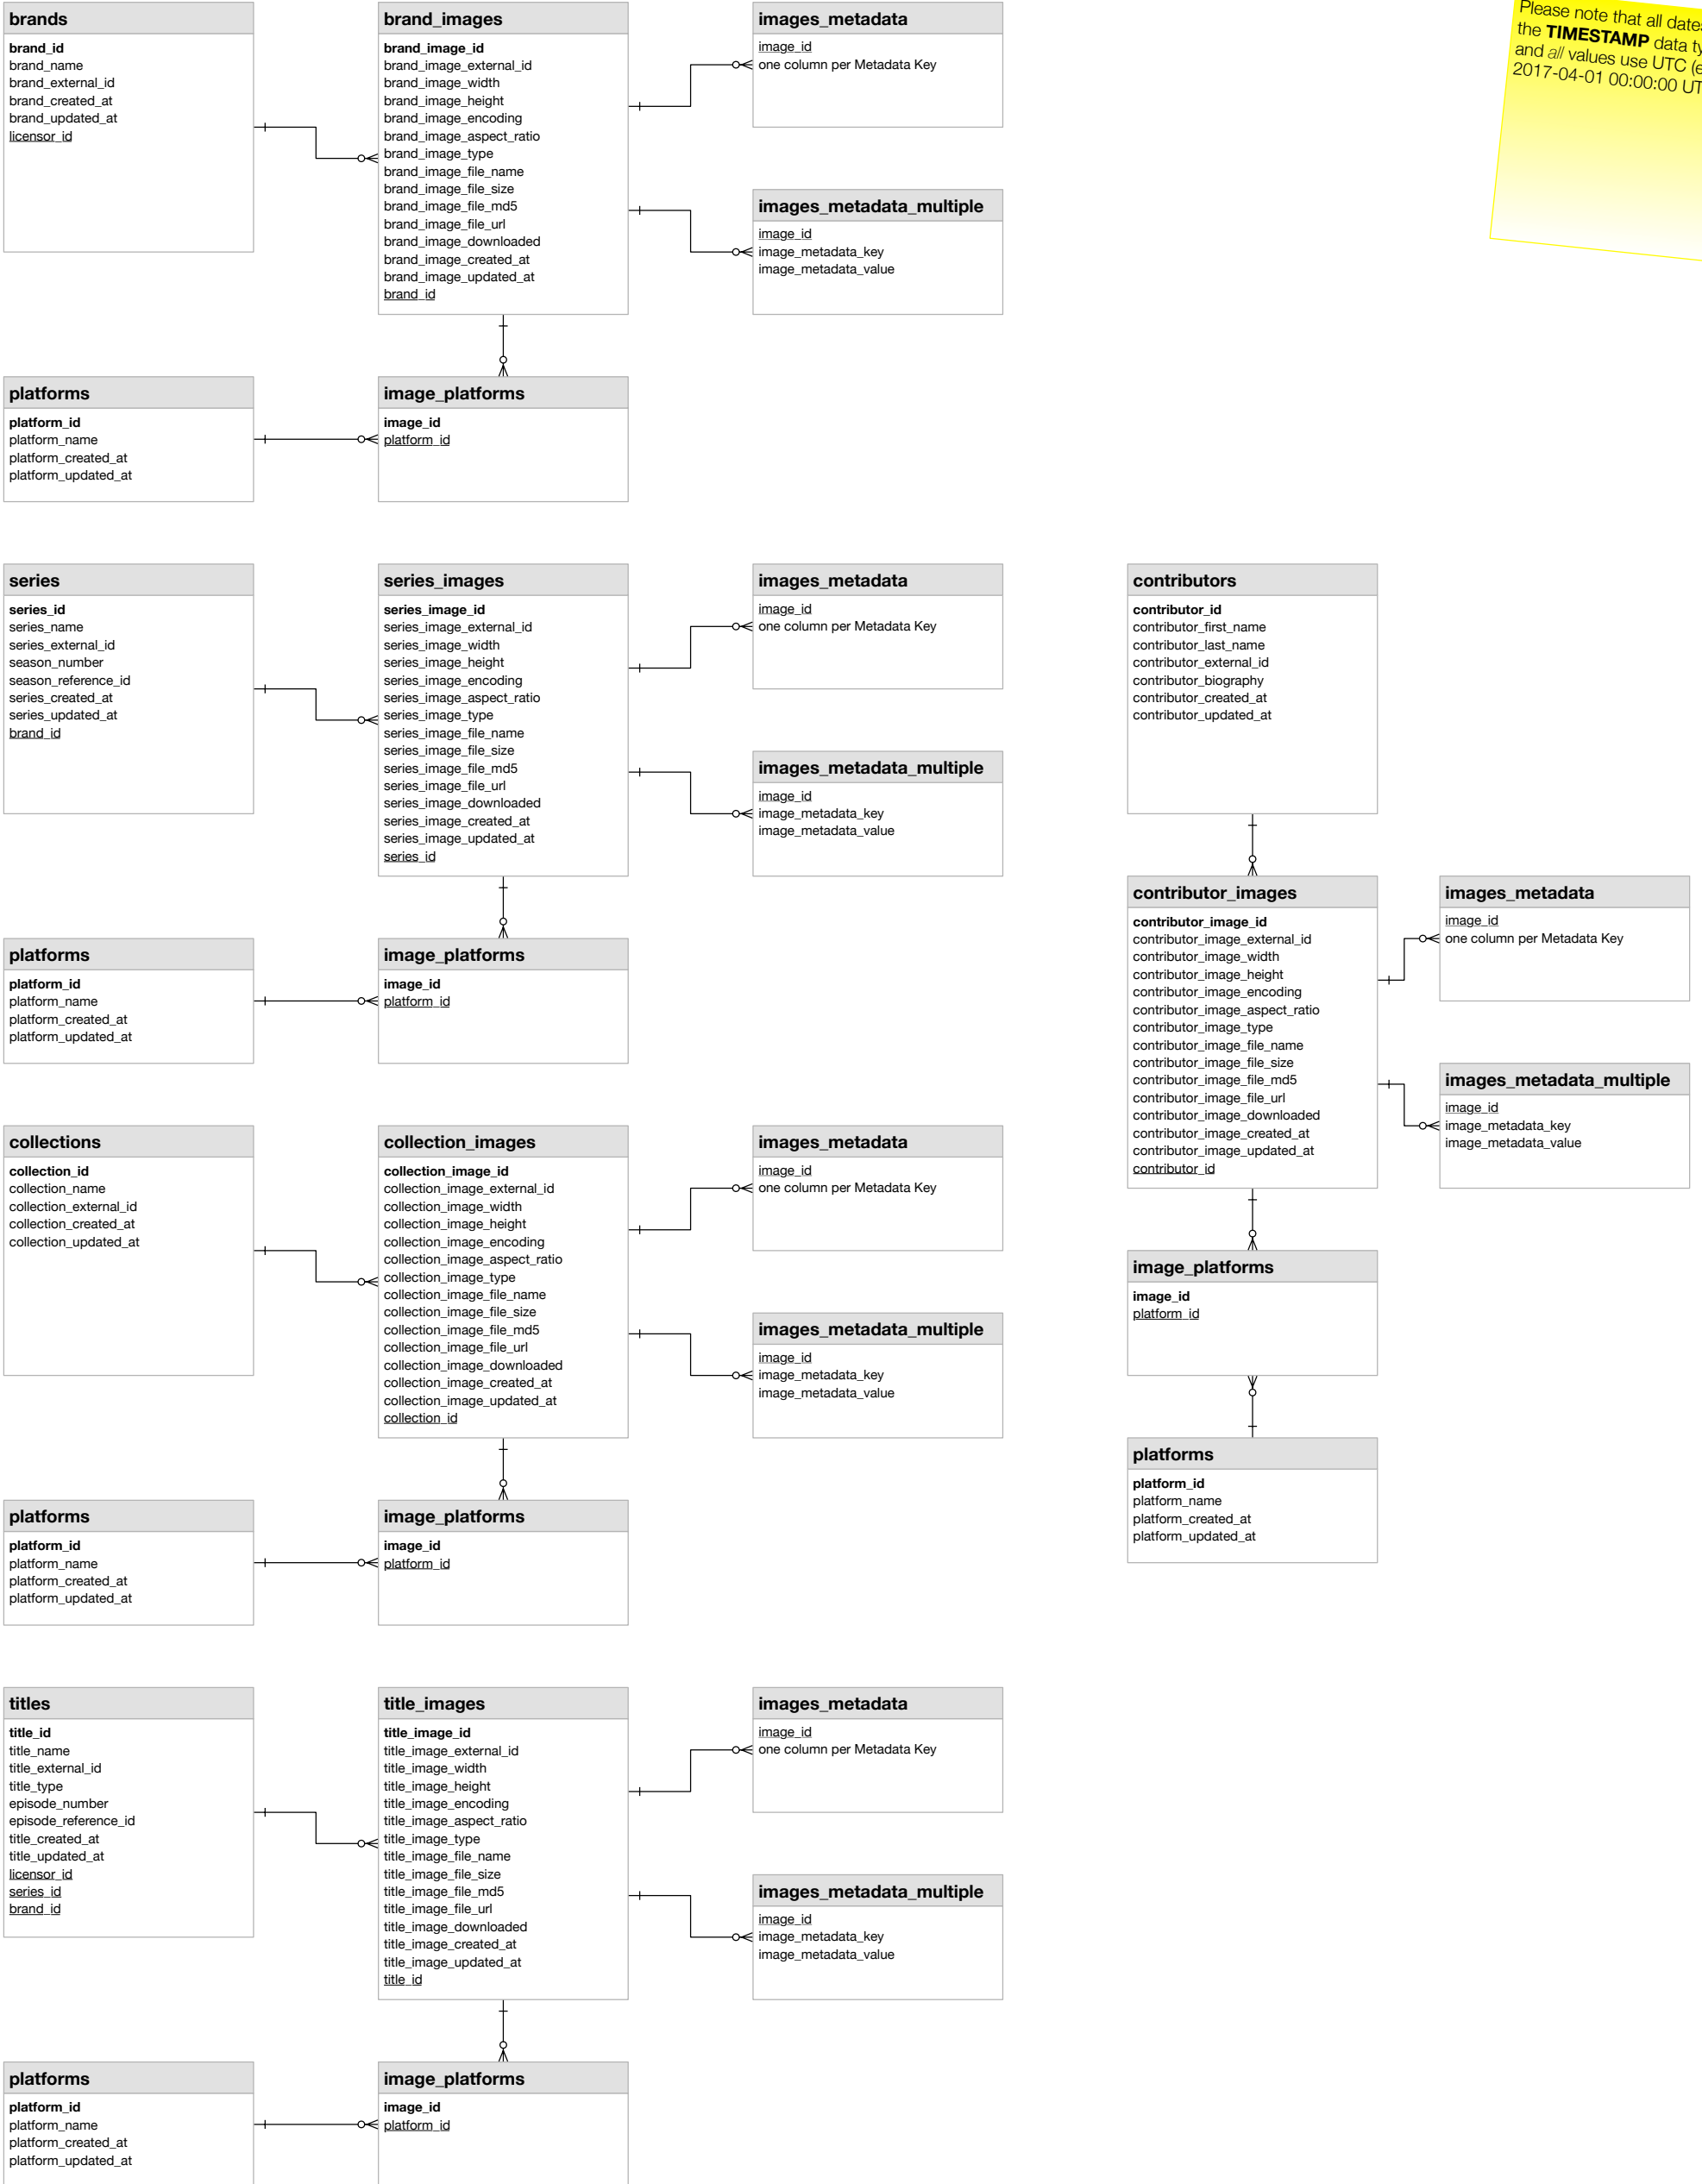 brands
brand_id
brand_name
brand_external_id
brand_created_at
brand_updated_at
licensor_id
brand_images
brand_image_id
brand_image_external_id
brand_image_width
brand_image_height
brand_image_encoding
brand_image_aspect_ratio
brand_image_type
brand_image_file_name
brand_image_file_size
brand_image_file_md5
brand_image_file_url
brand_image_downloaded
brand_image_created_at
brand_image_updated_at
brand_id
images_metadata
image_id
one column per Metadata Key
images_metadata_multiple
image_id
image_metadata_key
image_metadata_value
Please note that all dates
the TIMESTAMP data ty
and all values use UTC (e
2017-04-01 00:00:00 UT
platforms
platform_id
platform_name
platform_created_at
platform_updated_at
image_platforms
image_id
platform_id
series
series_id
series_name
series_external_id
season_number
season_reference_id
series_created_at
series_updated_at
brand_id
series_images
series_image_id
series_image_external_id
series_image_width
series_image_height
series_image_encoding
series_image_aspect_ratio
series_image_type
series_image_file_name
series_image_file_size
series_image_file_md5
series_image_file_url
series_image_downloaded
series_image_created_at
series_image_updated_at
series_id
images_metadata
image_id
one column per Metadata Key
images_metadata_multiple
image_id
image_metadata_key
image_metadata_value
platforms
platform_id
platform_name
platform_created_at
platform_updated_at
image_platforms
image_id
platform_id
contributors
contributor_id
contributor_first_name
contributor_last_name
contributor_external_id
contributor_biography
contributor_created_at
contributor_updated_at
contributor_images
contributor_image_id
contributor_image_external_id
contributor_image_width
contributor_image_height
contributor_image_encoding
contributor_image_aspect_ratio
contributor_image_type
contributor_image_file_name
contributor_image_file_size
contributor_image_file_md5
contributor_image_file_url
contributor_image_downloaded
contributor_image_created_at
contributor_image_updated_at
contributor_id
images_metadata
image_id
one column per Metadata Key
images_metadata_multiple
image_id
image_metadata_key
image_metadata_value
image_platforms
image_id
platform_id
platforms
platform_id
platform_name
platform_created_at
platform_updated_at
collections
collection_id
collection_name
collection_external_id
collection_created_at
collection_updated_at
collection_images
collection_image_id
collection_image_external_id
collection_image_width
collection_image_height
collection_image_encoding
collection_image_aspect_ratio
collection_image_type
collection_image_file_name
collection_image_file_size
collection_image_file_md5
collection_image_file_url
collection_image_downloaded
collection_image_created_at
collection_image_updated_at
collection_id
images_metadata
image_id
one column per Metadata Key
images_metadata_multiple
image_id
image_metadata_key
image_metadata_value
platforms
platform_id
platform_name
platform_created_at
platform_updated_at
image_platforms
image_id
platform_id
titles
title_id
title_name
title_external_id
title_type
episode_number
episode_reference_id
title_created_at
title_updated_at
licensor_id
series_id
brand_id
title_images
title_image_id
title_image_external_id
title_image_width
title_image_height
title_image_encoding
title_image_aspect_ratio
title_image_type
title_image_file_name
title_image_file_size
title_image_file_md5
title_image_file_url
title_image_downloaded
title_image_created_at
title_image_updated_at
title_id
images_metadata
image_id
one column per Metadata Key
images_metadata_multiple
image_id
image_metadata_key
image_metadata_value
platforms
platform_id
platform_name
platform_created_at
platform_updated_at
image_platforms
image_id
platform_id